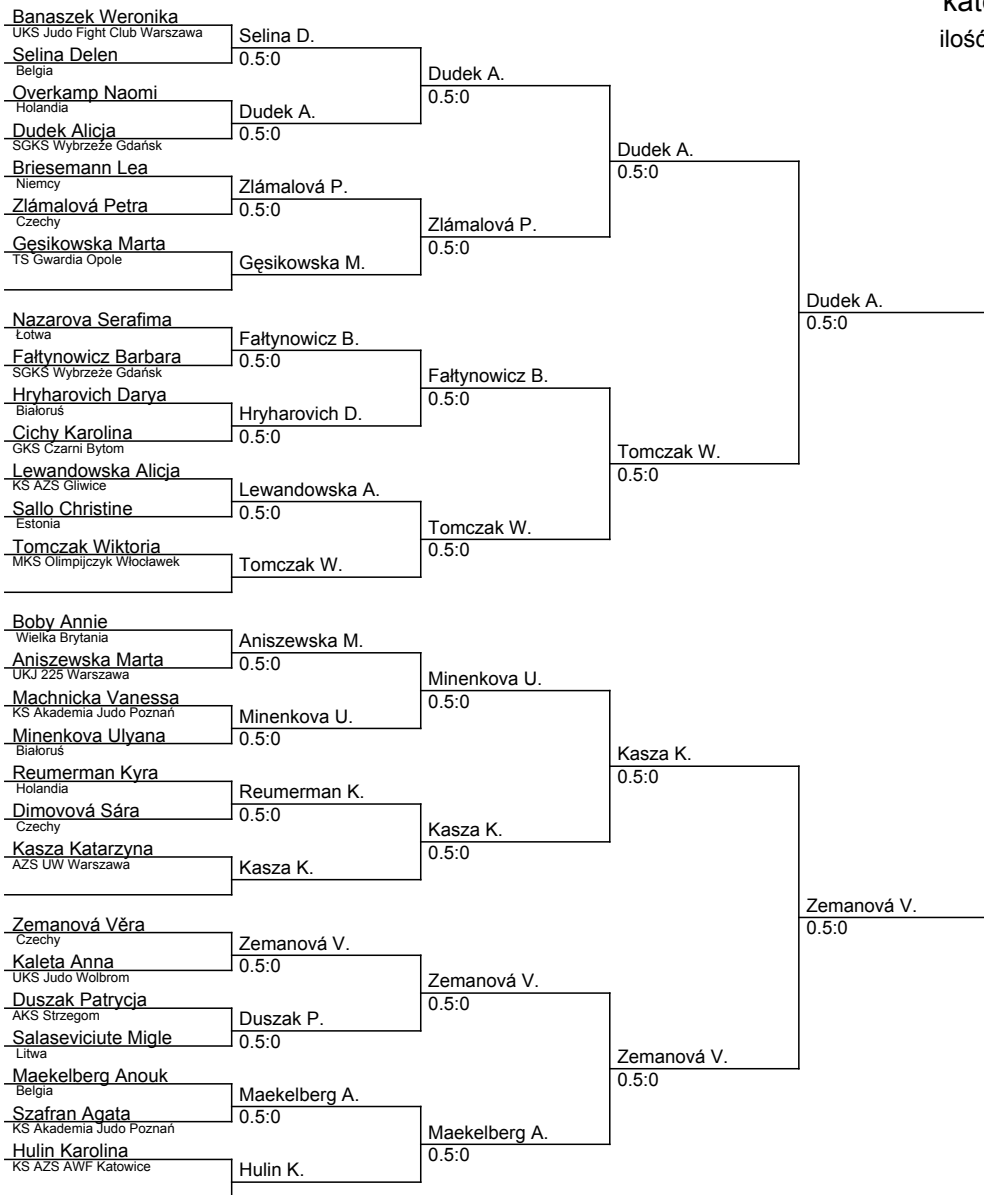 Banaszek Weronika
UKS Judo Fight Club Warszawa
Selina Delen
Belgia
Overkamp Naomi
Holandia
Dudek Alicja
SGKS Wybrzeże Gdańsk
Briesemann Lea
Niemcy
Zlámalová Petra
Czechy
Gęsikowska Marta
TS Gwardia Opole
Nazarova Serafima
Łotwa
Fałtynowicz Barbara
SGKS Wybrzeże Gdańsk
Hryharovich Darya
Białoruś
Cichy Karolina
GKS Czarni Bytom
Lewandowska Alicja
KS AZS Gliwice
Sallo Christine
Estonia
Tomczak Wiktoria
MKS Olimpijczyk Włocławek
Boby Annie
Wielka Brytania
Aniszewska Marta
UKJ 225 Warszawa
Machnicka Vanessa
KS Akademia Judo Poznań
Minenkova Ulyana
Białoruś
Reumerman Kyra
Holandia
Dimovová Sára
Czechy
Kasza Katarzyna
AZS UW Warszawa
Zemanová Věra
Czechy
Kaleta Anna
UKS Judo Wolbrom
Duszak Patrycja
AKS Strzegom
Salaseviciute Migle
Litwa
Maekelberg Anouk
Belgia
Szafran Agata
KS Akademia Judo Poznań
Hulin Karolina
KS AZS AWF Katowice
Selina D.
0.5:0
Dudek A.
0.5:0
Zlámalová P.
0.5:0
Gęsikowska M.
Fałtynowicz B.
0.5:0
Hryharovich D.
0.5:0
Lewandowska A.
0.5:0
Tomczak W.
Aniszewska M.
0.5:0
Minenkova U.
0.5:0
Reumerman K.
0.5:0
Kasza K.
Zemanová V.
0.5:0
Duszak P.
0.5:0
Maekelberg A.
0.5:0
Hulin K.
Dudek A.
0.5:0
Zlámalová P.
0.5:0
Fałtynowicz B.
0.5:0
Tomczak W.
0.5:0
Minenkova U.
0.5:0
Kasza K.
0.5:0
Zemanová V.
0.5:0
Maekelberg A.
0.5:0
Dudek A.
0.5:0
Tomczak W.
0.5:0
Kasza K.
0.5:0
Zemanová V.
0.5:0
Dudek A.
0.5:0
Zemanová V.
0.5:0
ilość